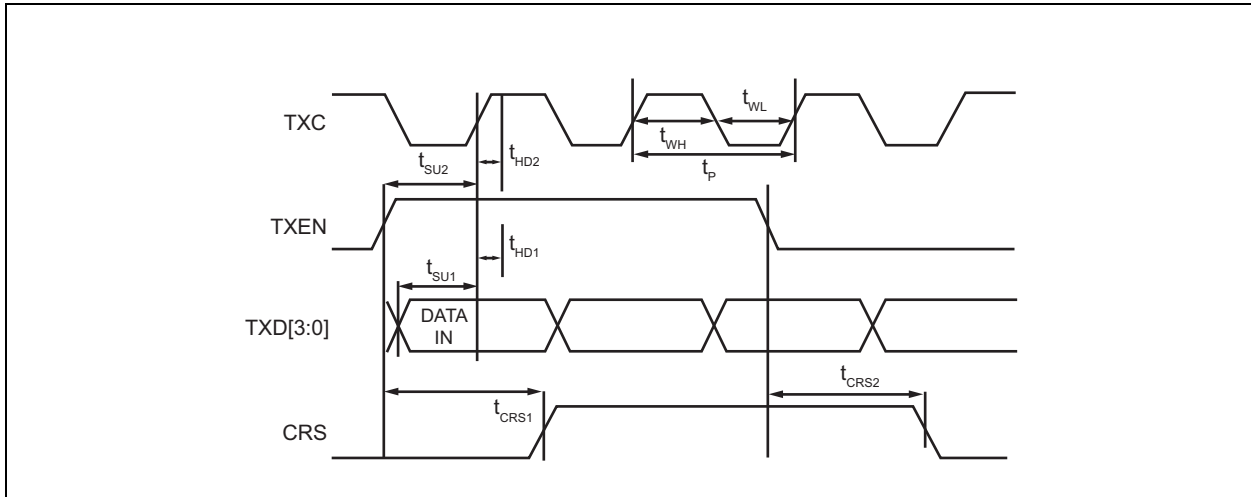 TXC
t_WL
t_WH
t_P
t_SU2
t_HD2
TXEN
t_HD1
t_SU1
TXD[3:0]
DATA
IN
t_CRS2
t_CRS1
CRS